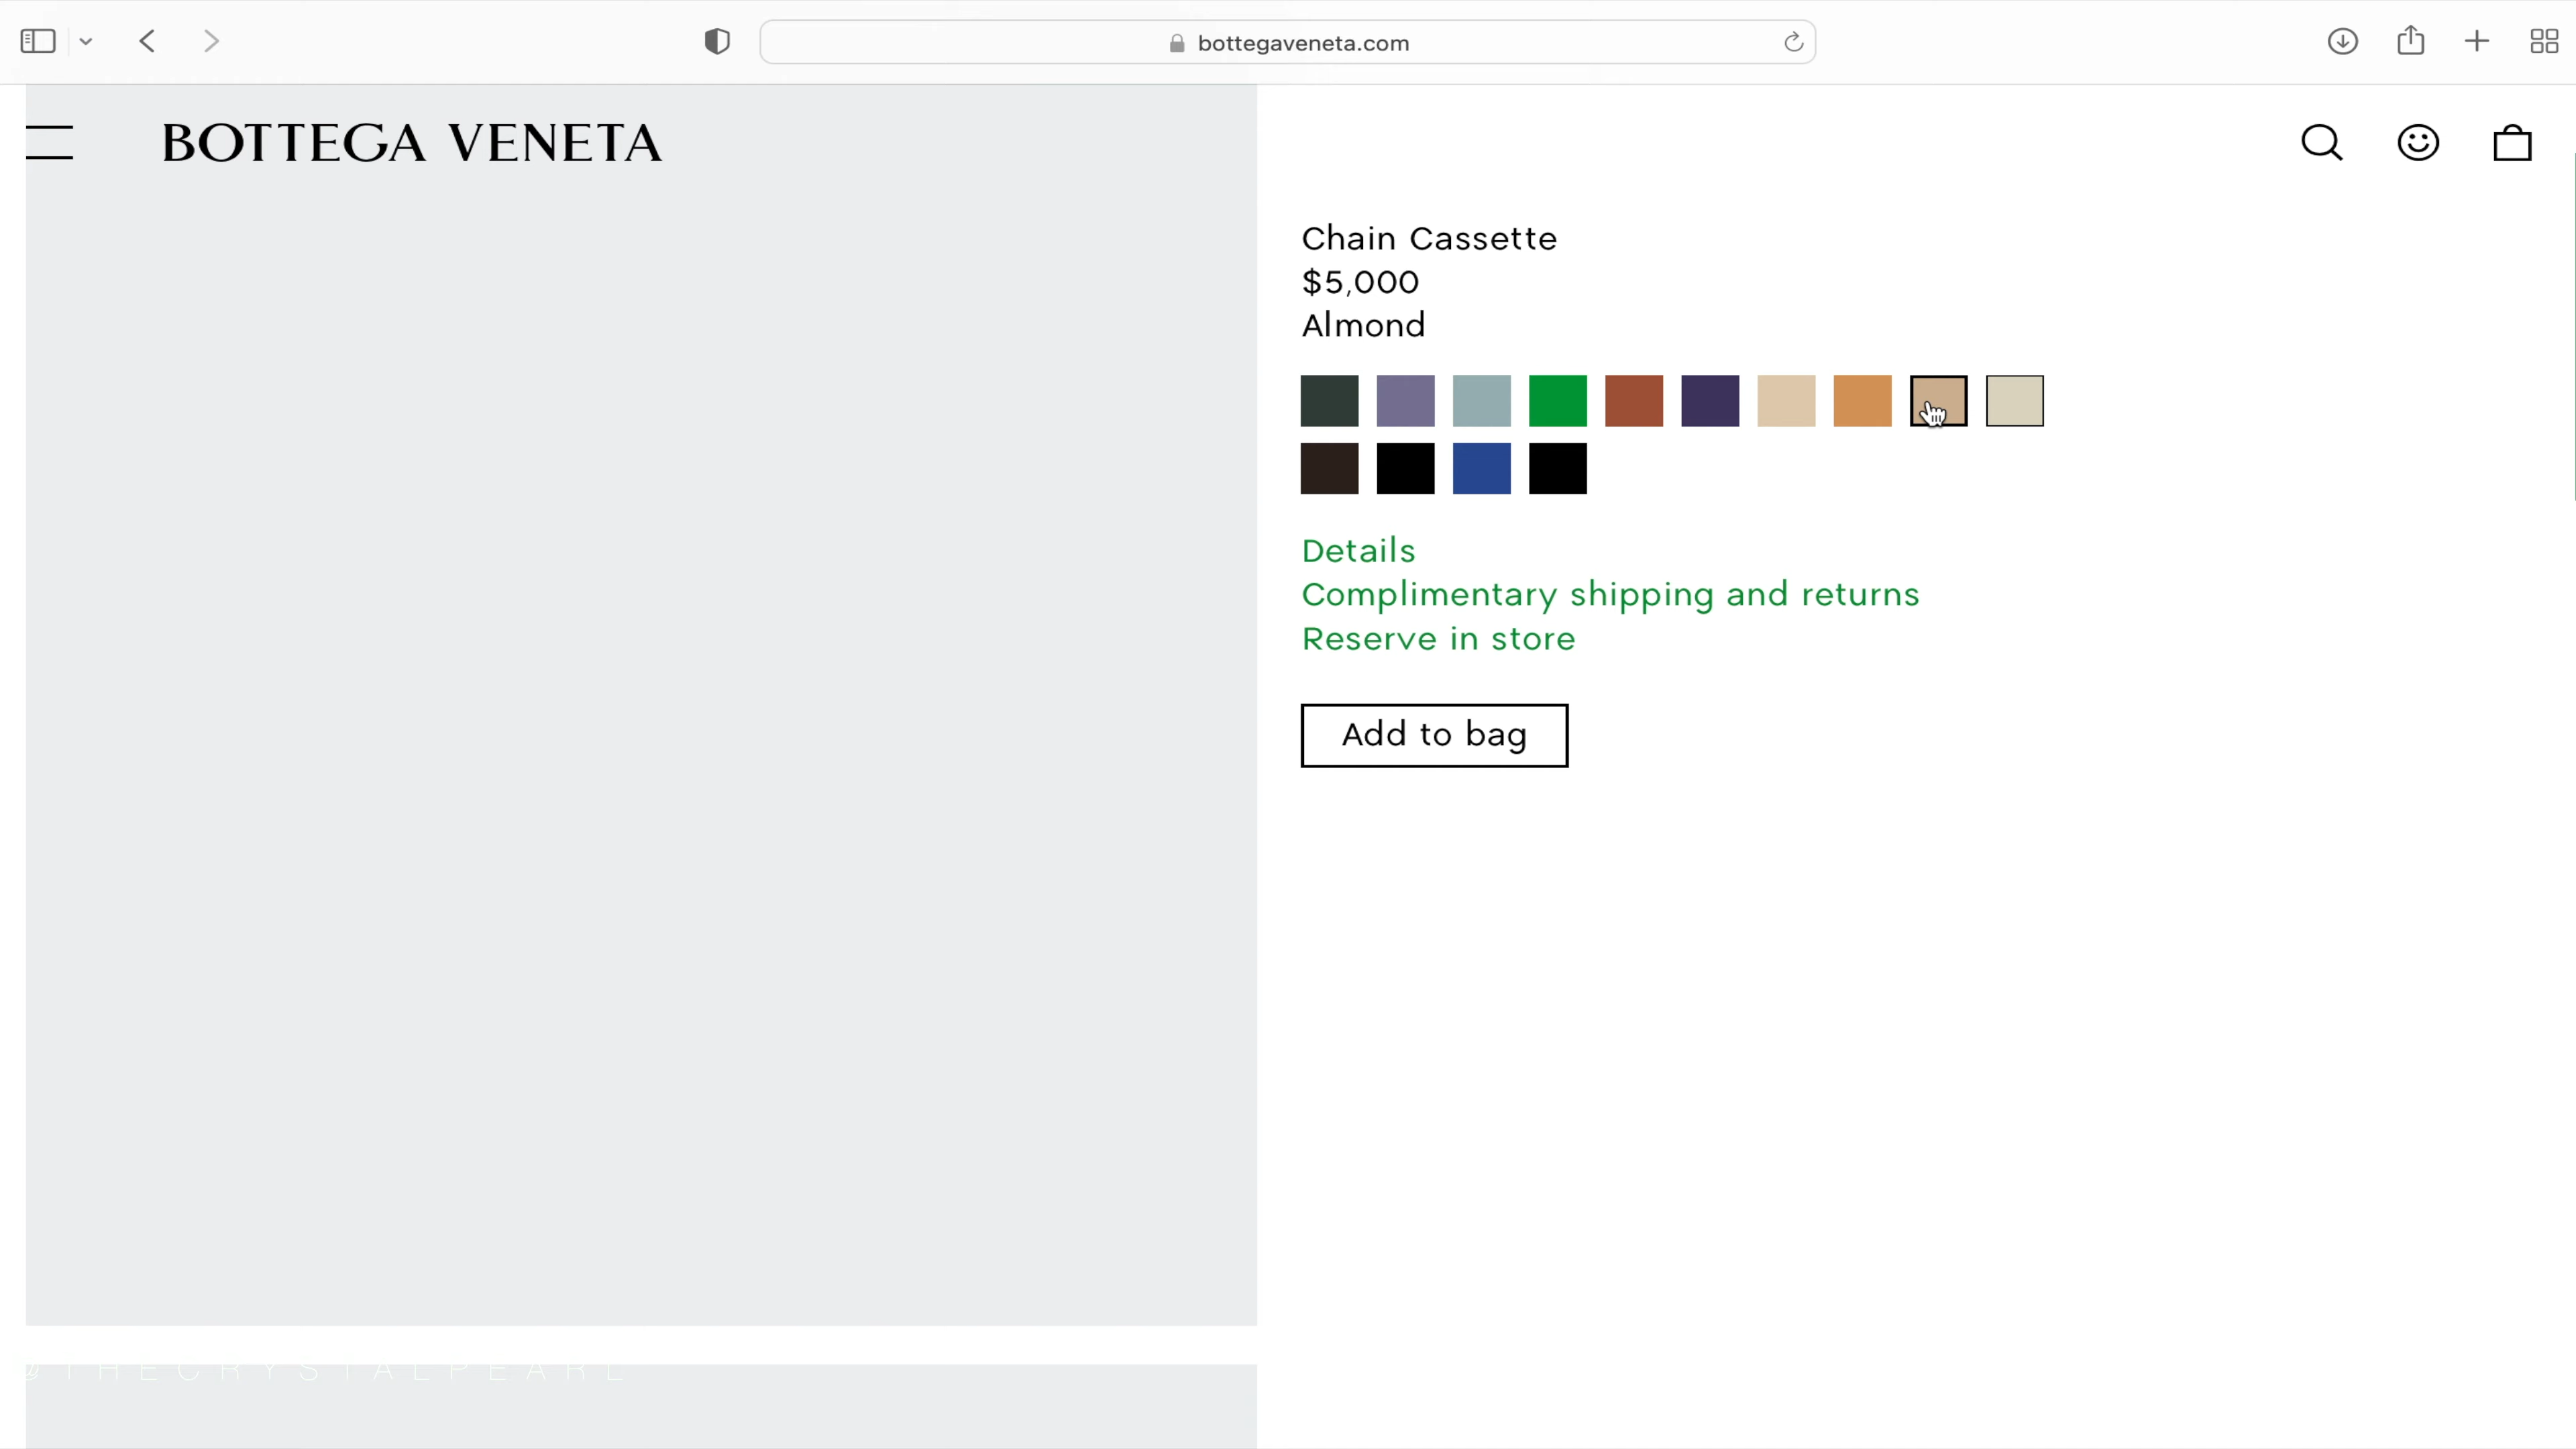 bottegaveneta.com
BOTTEGA VENETA
Chain Cassette
$5,000
Almond
Details
Complimentary shipping and returns
Reserve in store
Add to bag
@THECRYSTALPEARL